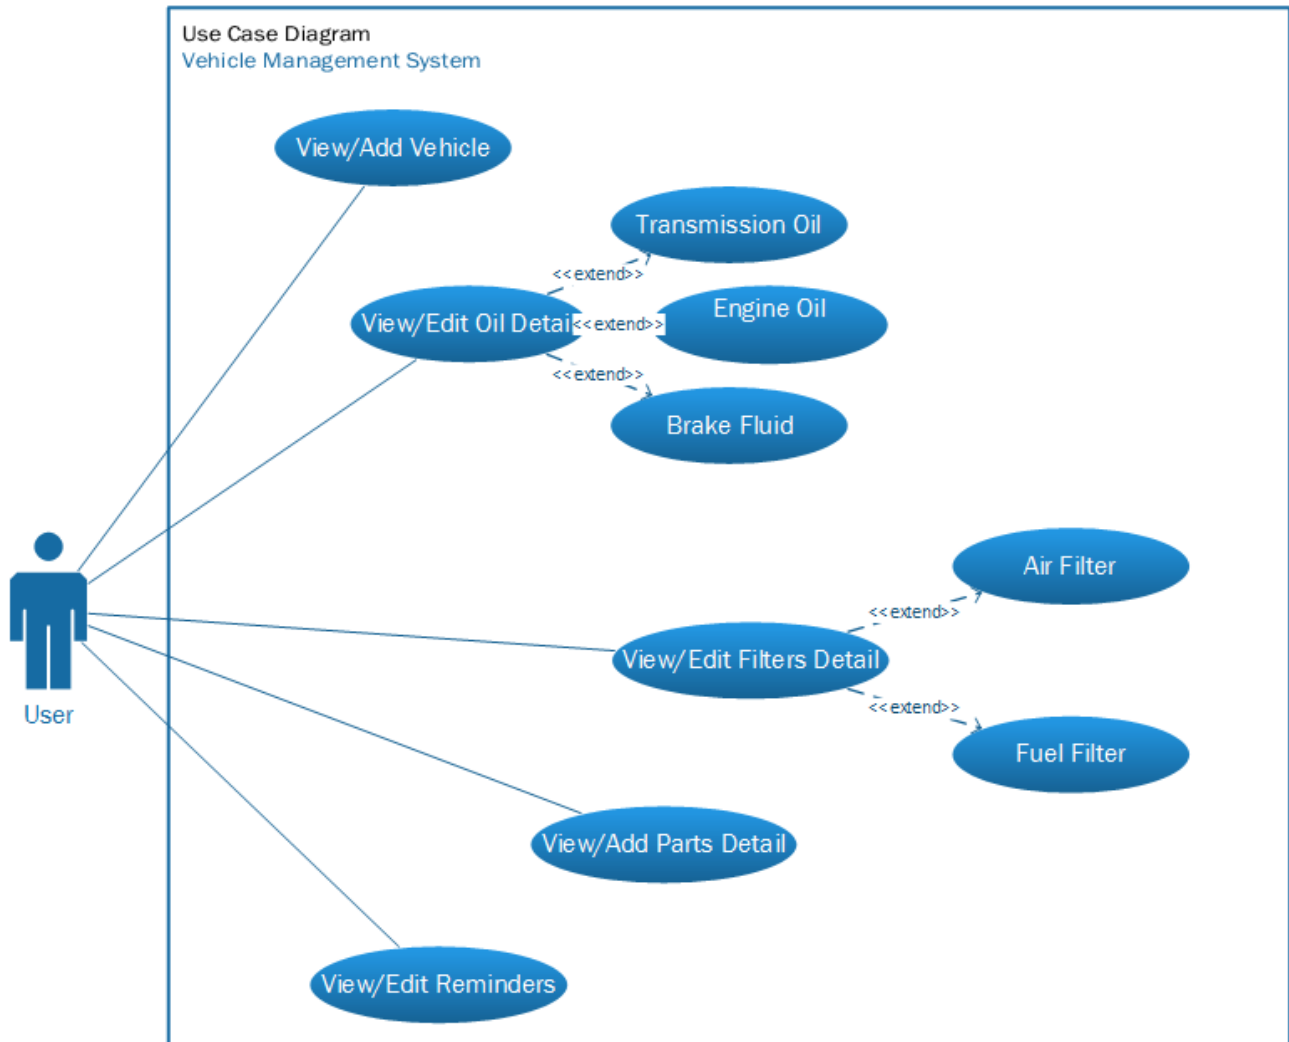 Use Case Diagram
Vehicle Management System
View/Add Vehicle
Transmission Oil
<<extend>>
View/Edit Oil Detail
<<extend>>
Engine Oil
<<extend>>
Brake Fluid
Air Filter
<<extend>>
View/Edit Filters Detail
<<extend>>
User
Fuel Filter
View/Add Parts Detail
View/Edit Reminders